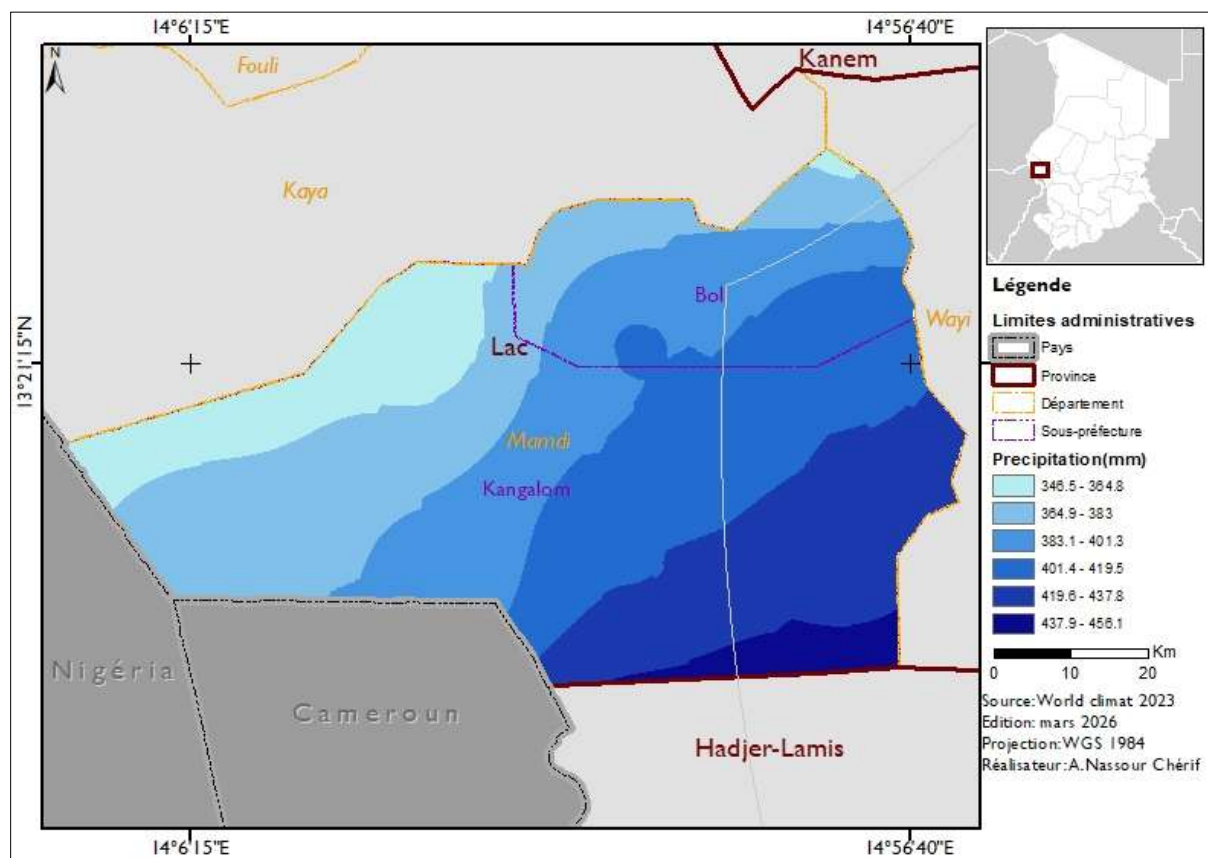 14°6'15"E 14°56'40"E
N
Fouli
Kanem
Kaya
Bol
Wayi
Lac
13°21'15"N 13°21'15"N
Mamdi
Kangalom
Nigéria
Cameroun
Hadjer-Lamis
14°6'15"E 14°56'40"E
Légende
Limites administratives
Pays
Province
Département
Sous-préfecture
Precipitation(mm)
346.5 - 364.8
364.9 - 383
383.1 - 401.3
401.4 - 419.5
419.6 - 437.8
437.9 - 456.1
Km
0 10 20
Source:World climat 2023
Edition: mars 2026
Projection:WGS 1984
Réalisateur:A.Nassour Chérif